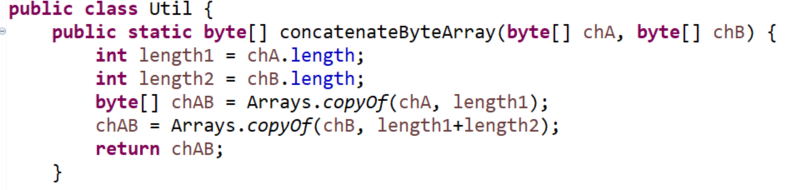 public class Util {
public static byte[] concatenateByteArray(byte[] chA, byte[] chB) {
int length1 = chA.length;
int length2 = chB.length;
byte[] chAB = Arrays.copyOf(chA, length1);
chAB = Arrays.copyOf(chB, length1+length2);
return chAB;
}